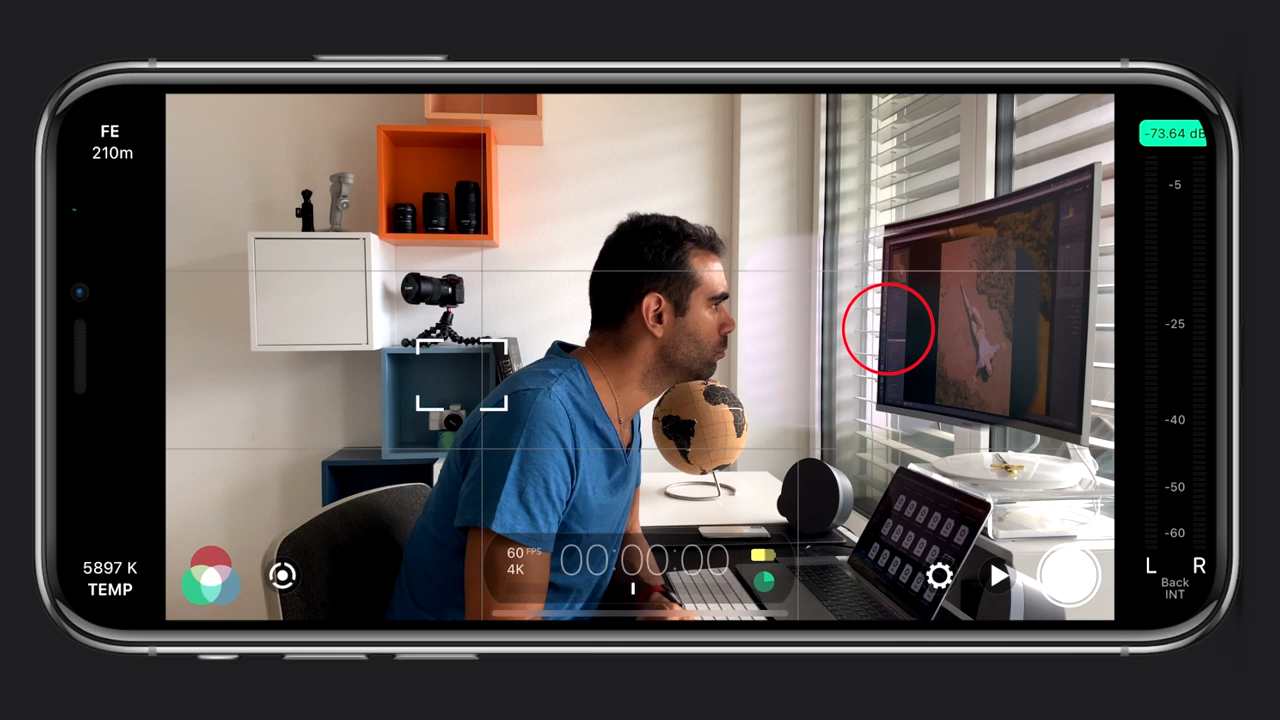 FE
210m
-73.64 dB
-5
-25
-40
-50
-60
5897 K
TEMP
60 FPS
4K
00:00:00
L R
Back
INT